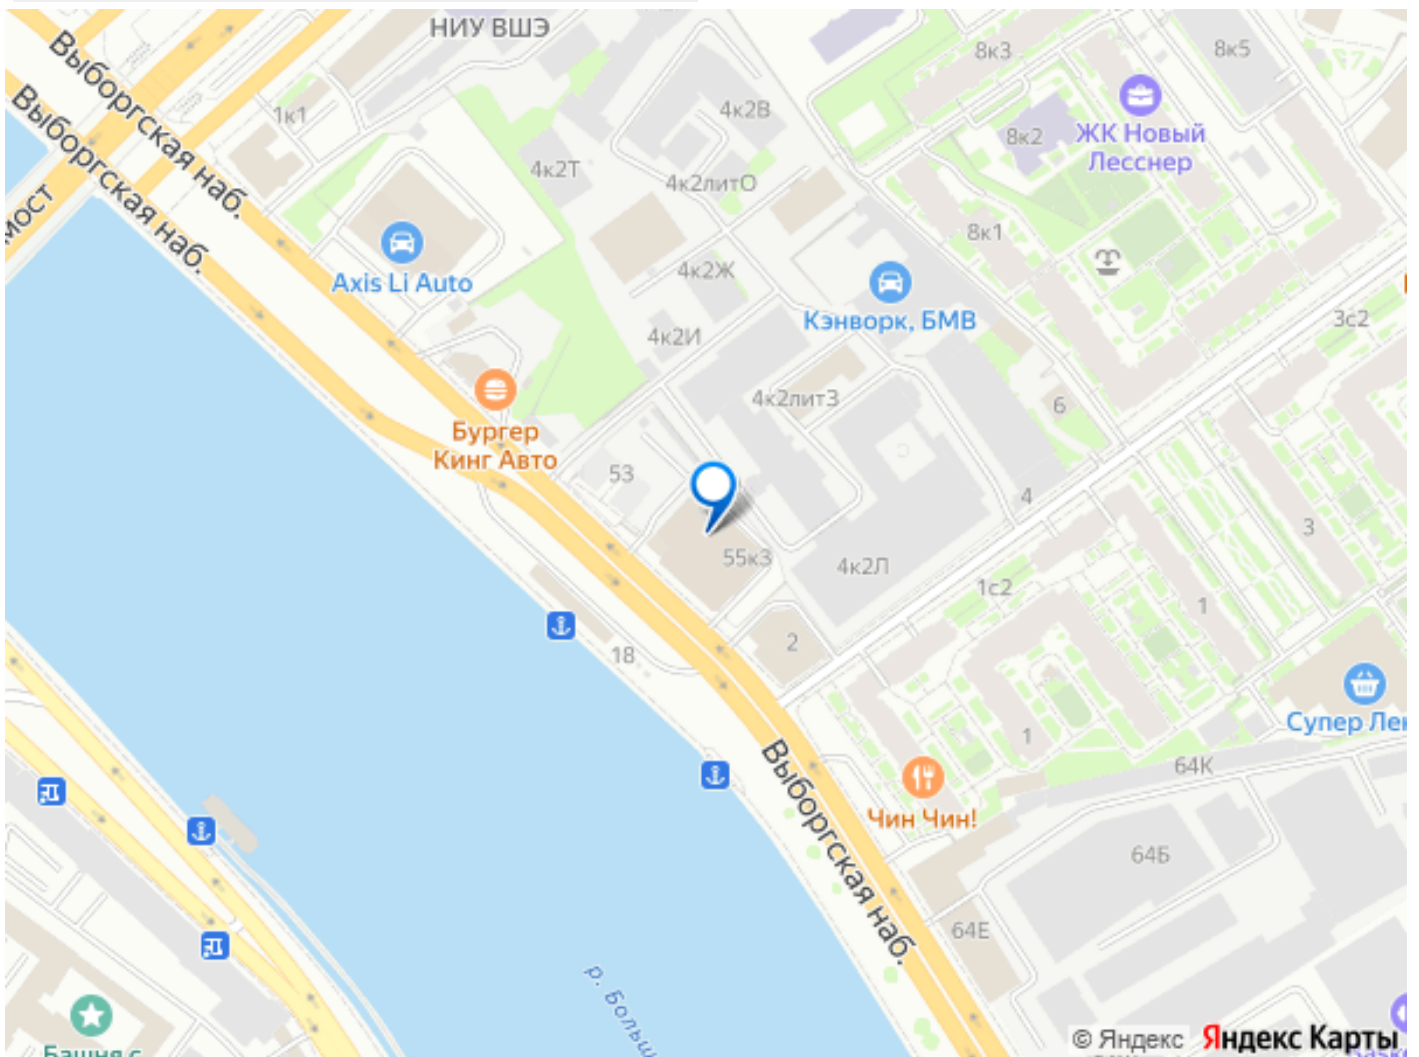 НИУ ВШЭ
Выборгская наб.
Выборгская наб.
мост
1к1
4к2В
4к2Т
4к2литО
8к3
8к5
8к2
ЖК Новый
Лесснер
8к1
Axis Li Auto
4к2Ж
Кэнворк, БМВ
4к2И
3с2
4к2лит3
6
Бургер
Кинг Авто
53
4
3
55к3
4к2Л
1с2
1
2
18
1
Супер Лен
64К
Выборгская наб.
Чин Чин!
64Б
64Е
р. Больш
Башня с
© Яндекс
Яндекс Карты